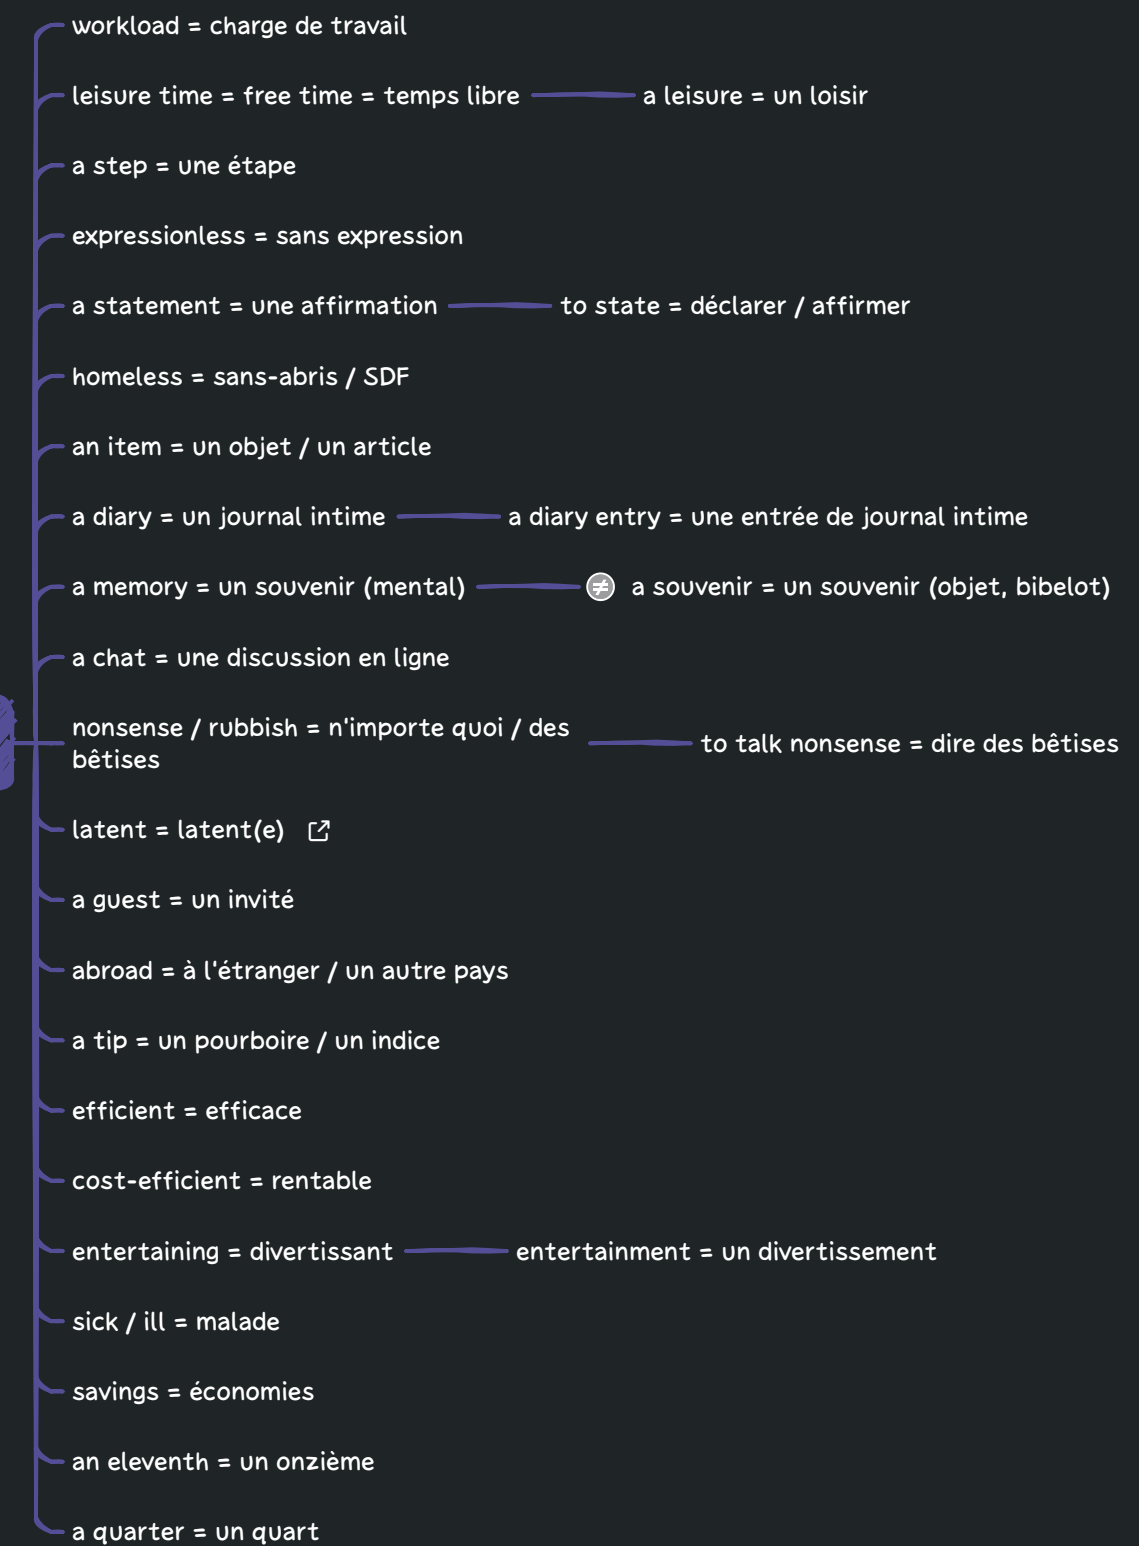 workload = charge de travail
leisure time = free time = temps libre
a leisure = un loisir
a step = une étape
expressionless = sans expression
a statement = une affirmation
to state = déclarer / affirmer
homeless = sans-abris / SDF
an item = un objet / un article
a diary = un journal intime
a diary entry = une entrée de journal intime
a memory = un souvenir (mental)
≠ a souvenir = un souvenir (objet, bibelot)
a chat = une discussion en ligne
nonsense / rubbish = n'importe quoi / des
bêtises
to talk nonsense = dire des bêtises
latent = latent(e)
a guest = un invité
abroad = à l'étranger / un autre pays
a tip = un pourboire / un indice
efficient = efficace
cost-efficient = rentable
entertaining = divertissant
entertainment = un divertissement
sick / ill = malade
savings = économies
an eleventh = un onzième
a quarter = un quart